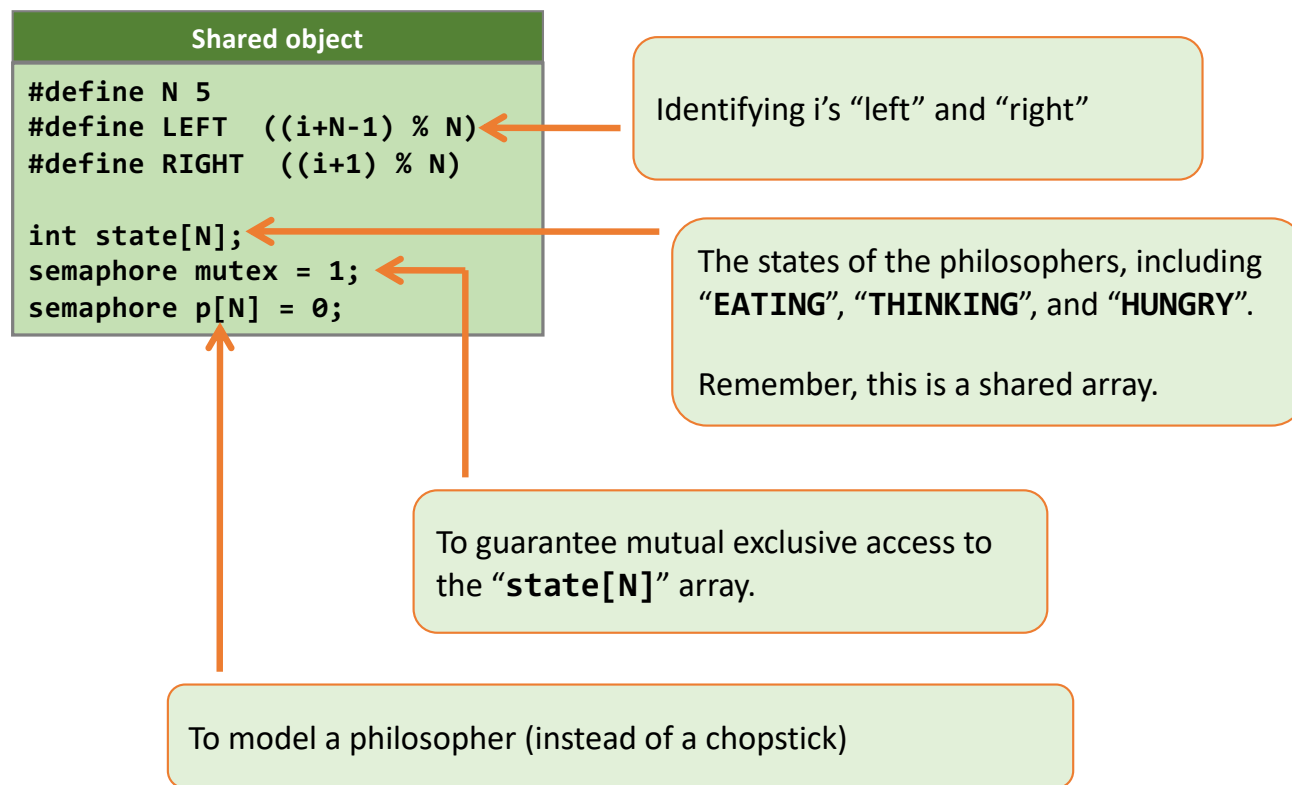 Shared object
#define N 5
#define LEFT  ((i+N-1) % N)
#define RIGHT  ((i+1) % N)
int state[N];
semaphore mutex = 1;
semaphore p[N] = 0;
Identifying i’s “left” and “right”
The states of the philosophers, including
“EATING”, “THINKING”, and “HUNGRY”.
Remember, this is a shared array.
To guarantee mutual exclusive access to
the “state[N]” array.
To model a philosopher (instead of a chopstick)